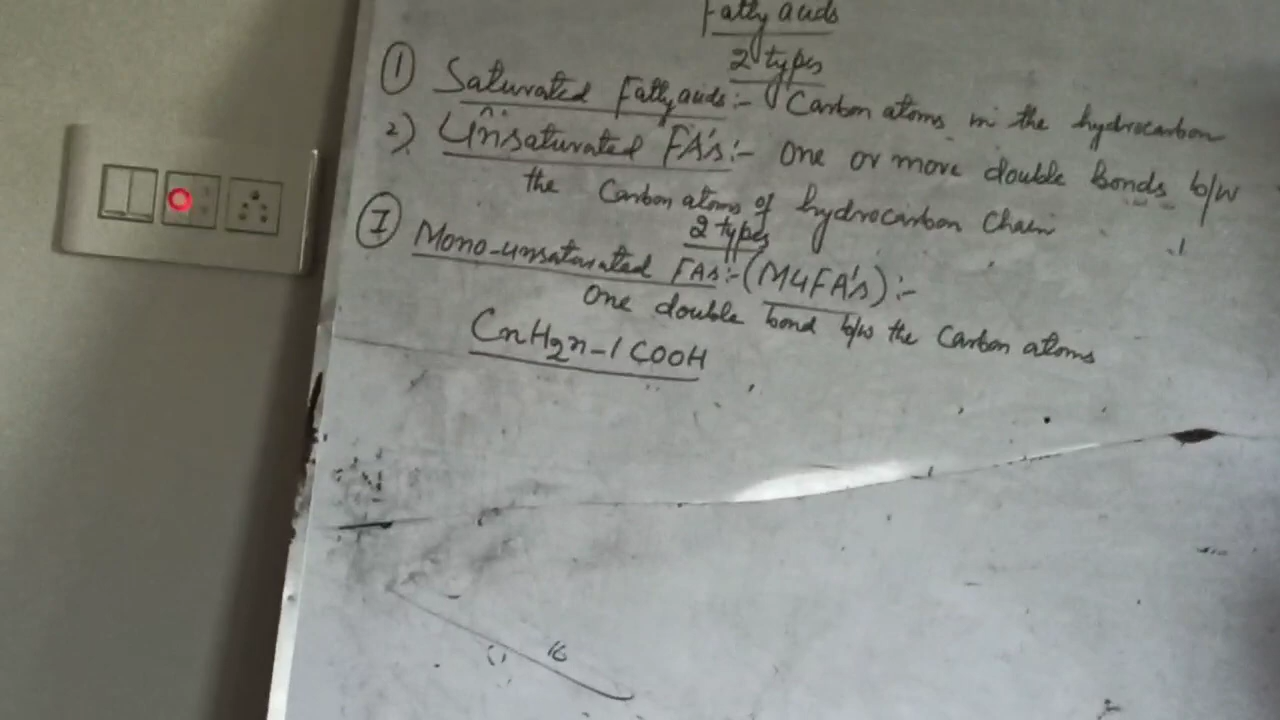 Fatty acids
2 types
① Saturated Fatty acids:- Carbon atoms in the hydrocarbon
2) Unsaturated FA's:- One or more double bonds b/w
the Carbon atoms of hydrocarbon Chain
2 types
Ⓘ Mono-unsaturated FAs:- (MUFA's):-
One double bond b/w the Carbon atoms
CnH2n-1COOH
16